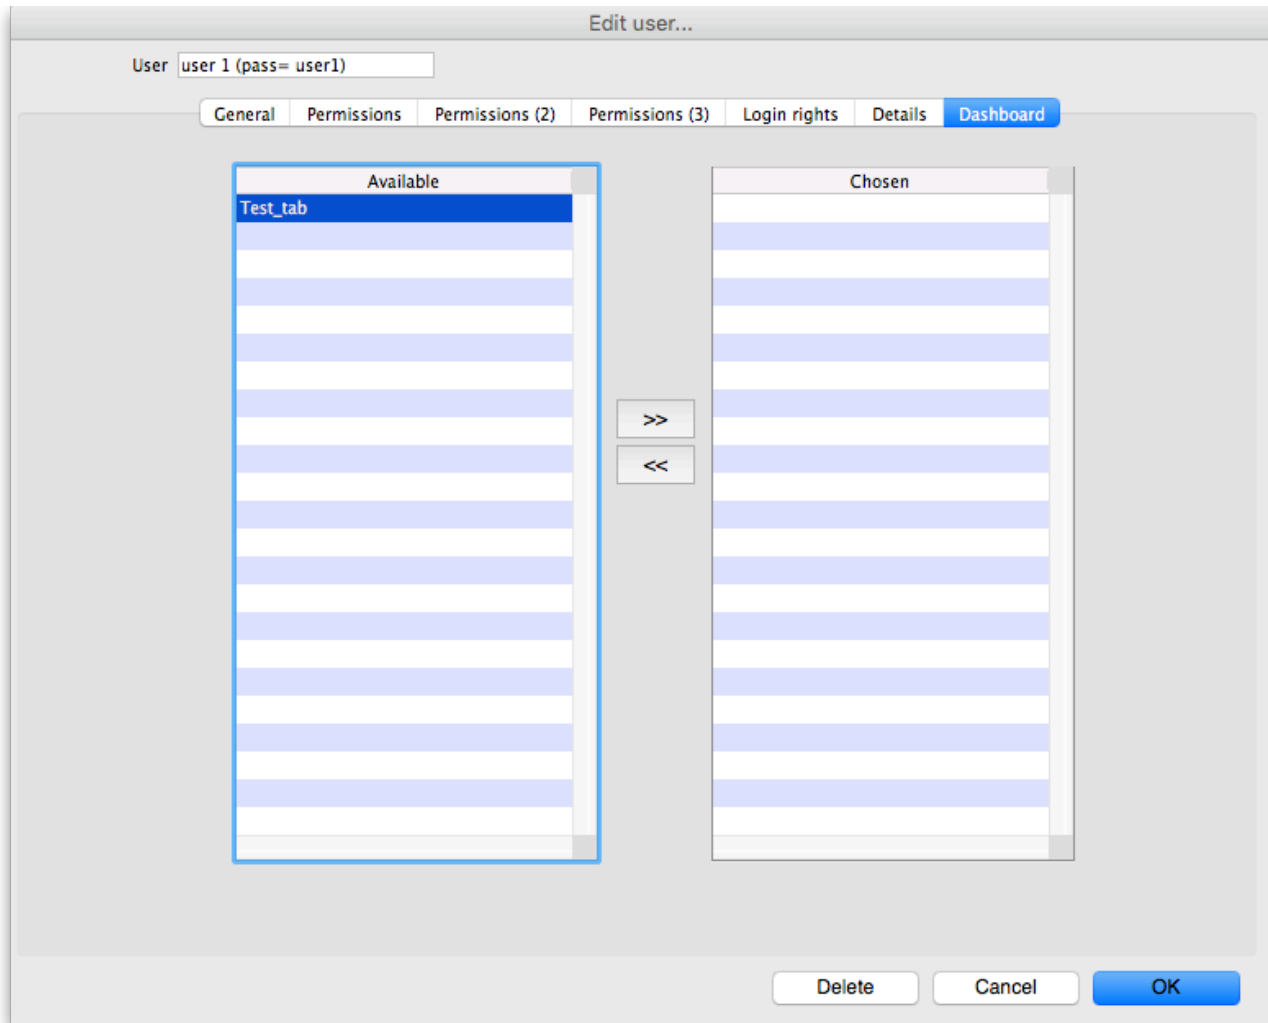 Edit user...
User user 1 (pass= user1)
General Permissions Permissions (2) Permissions (3) Login rights Details Dashboard
Available Chosen
Test_tab
>>
<<
Delete Cancel OK